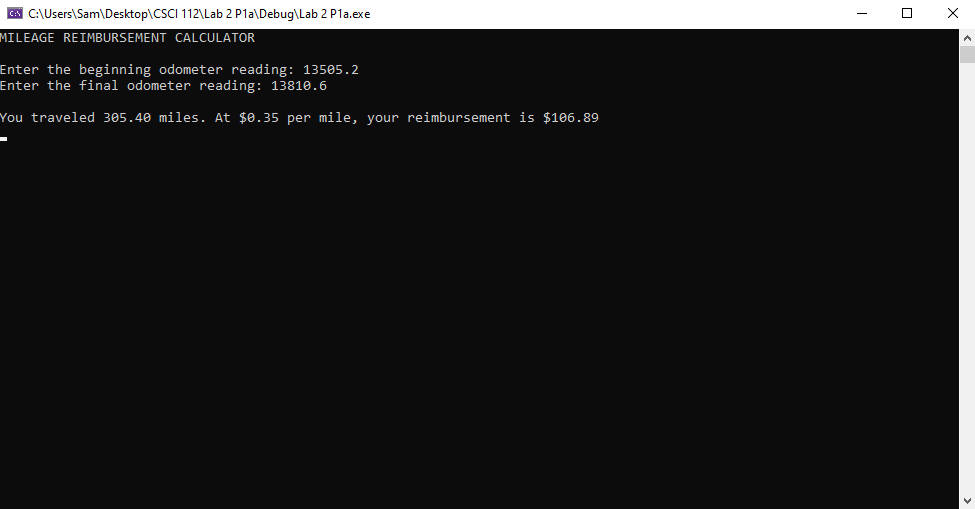 C:\Users\Sam\Desktop\CSCI 112\Lab 2 P1a\Debug\Lab 2 P1a.exe
MILEAGE REIMBURSEMENT CALCULATOR
Enter the beginning odometer reading: 13505.2
Enter the final odometer reading: 13810.6
You traveled 305.40 miles. At $0.35 per mile, your reimbursement is $106.89